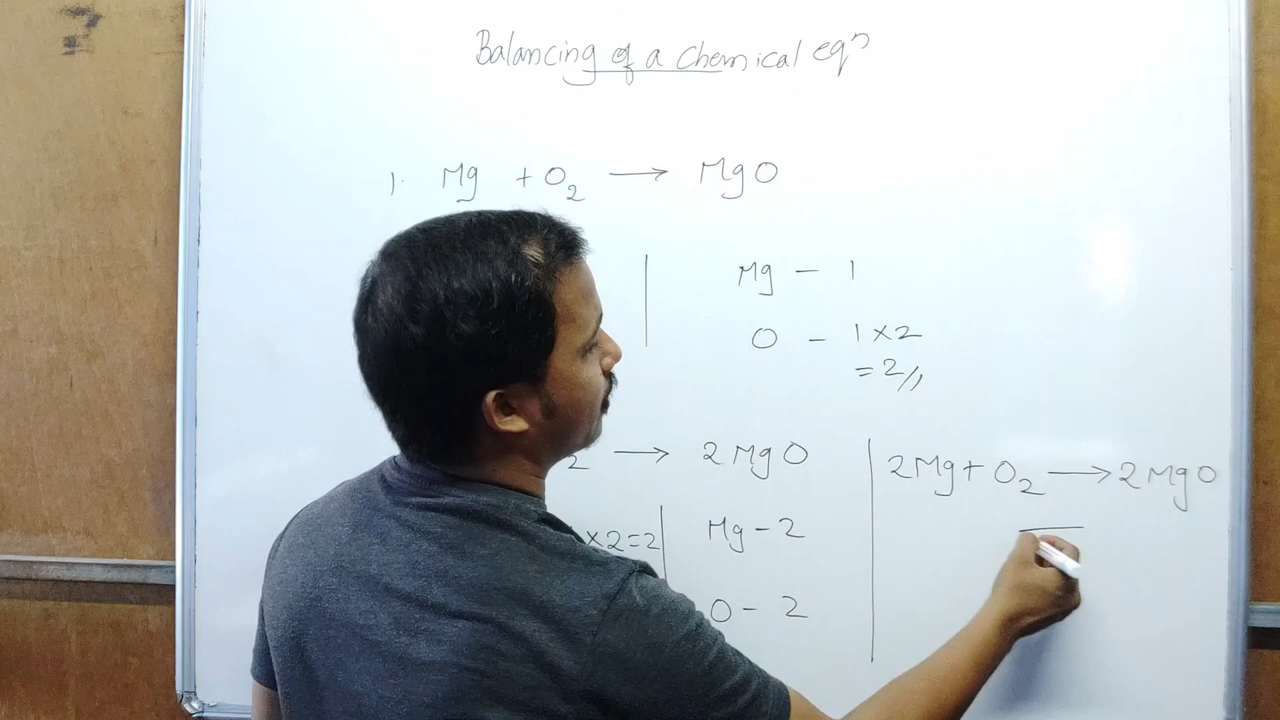 Balancing of a chemical eqⁿ
1. Mg + O₂ → MgO
Mg - 1
O - 1 × 2
= 2//
2 → 2MgO
×2=2
Mg - 2
O - 2
2Mg + O₂ → 2MgO